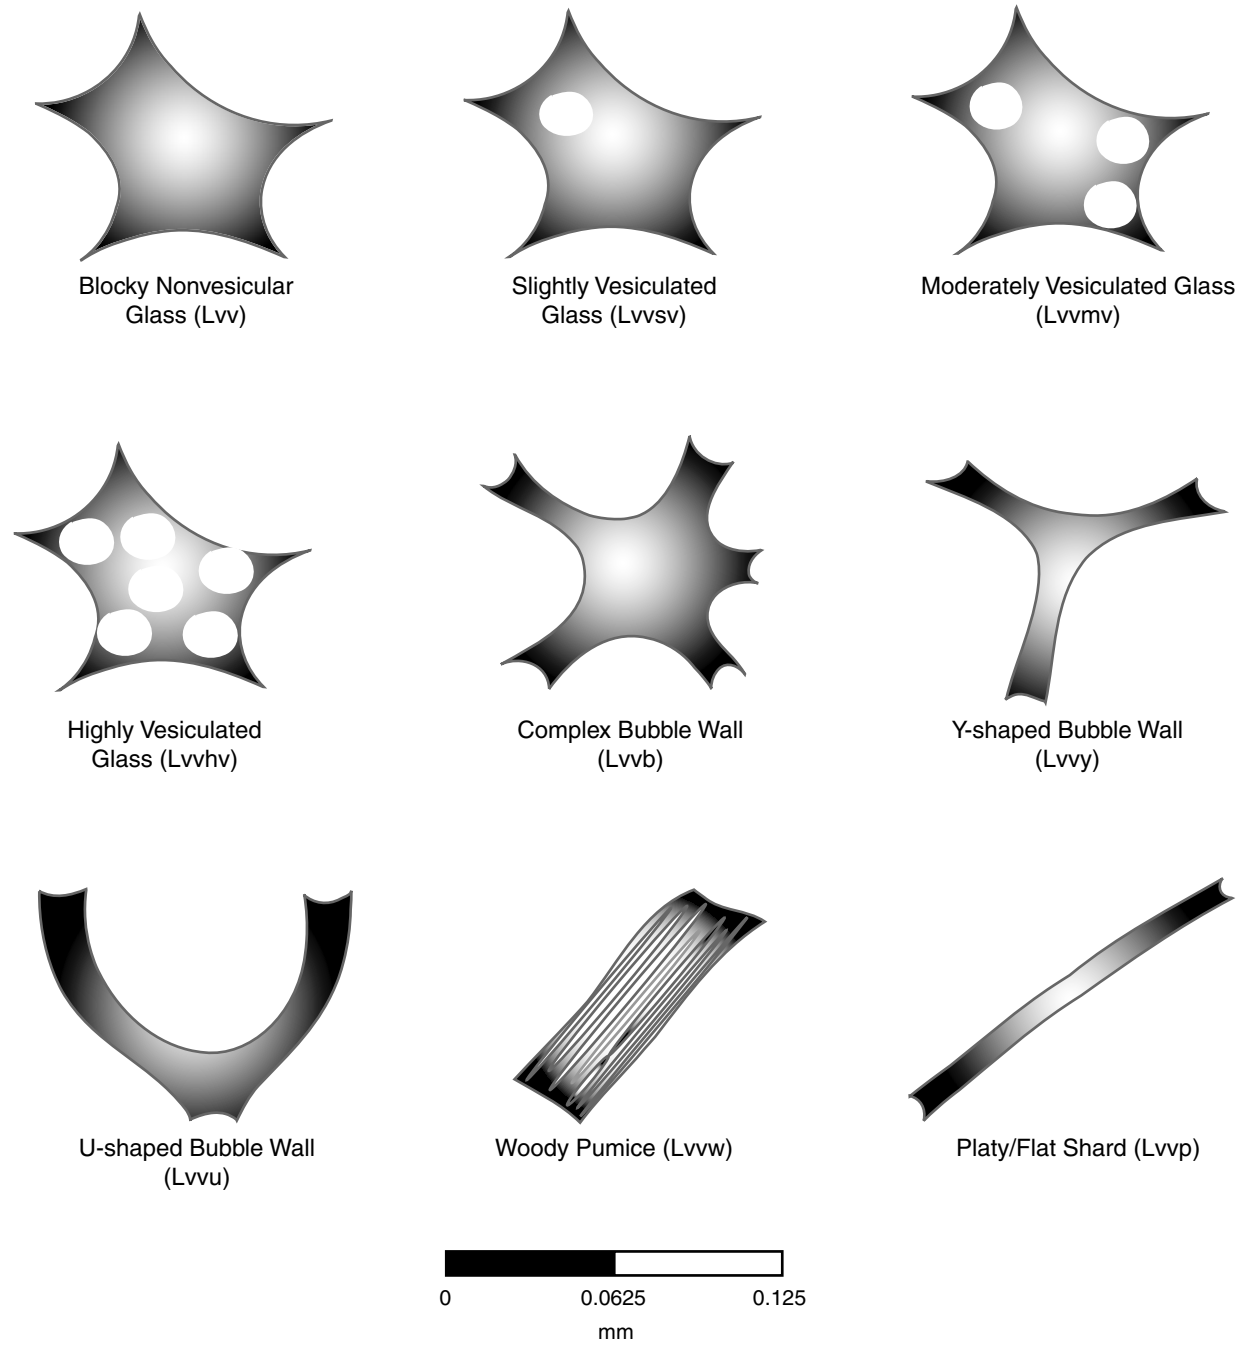 Blocky Nonvesicular
Glass (Lvv)
Slightly Vesiculated
Glass (Lvvsv)
Moderately Vesiculated Glass
(Lvvmv)
Highly Vesiculated
Glass (Lvvhv)
Complex Bubble Wall
(Lvvb)
Y-shaped Bubble Wall
(Lvvy)
U-shaped Bubble Wall
(Lvvu)
Woody Pumice (Lvvw)
Platy/Flat Shard (Lvvp)
0 0.0625 0.125
mm